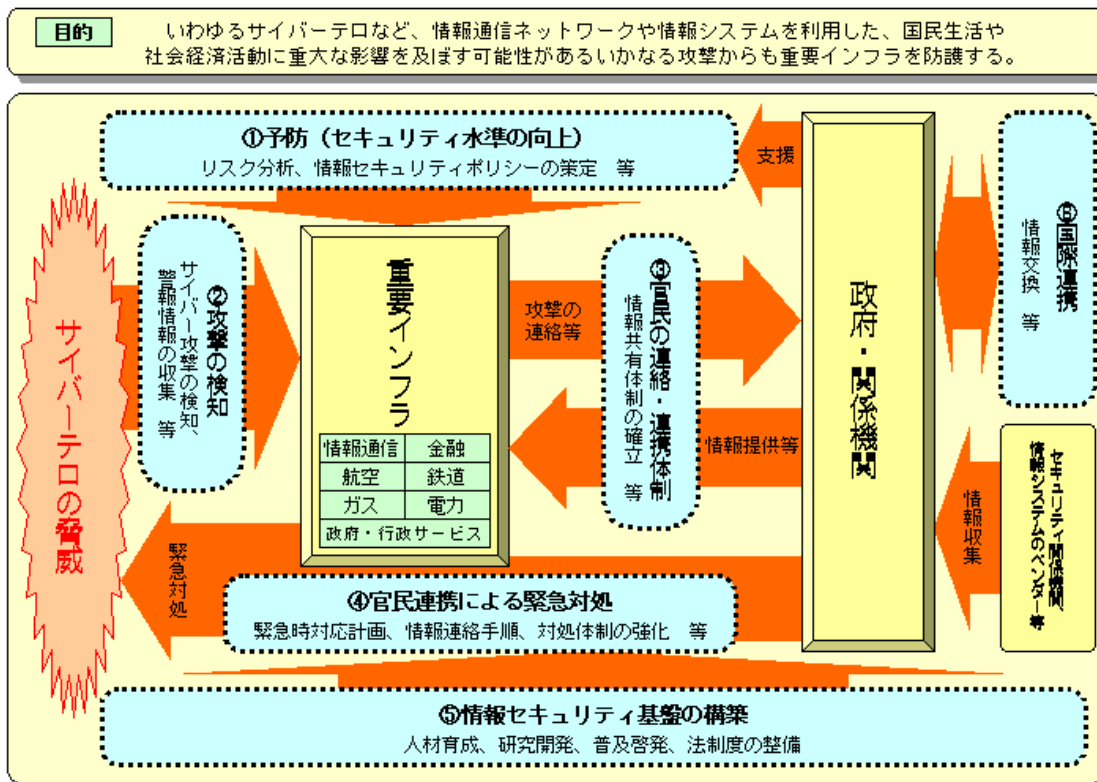 目的
いわゆるサイバーテロなど、情報通信ネットワークや情報システムを利用した、国民生活や
社会経済活動に重大な影響を及ぼす可能性があるいかなる攻撃からも重要インフラを防護する。
①予防（セキュリティ水準の向上）
リスク分析、情報セキュリティポリシーの策定　等
支援
サイバーテロの脅威
②攻撃の検知
サイバー攻撃の検知、
警報情報の収集　等
重要インフラ
情報通信
金融
航空
鉄道
ガス
電力
政府・行政サービス
攻撃の
連絡等
③官民の連絡・連携体制
情報共有体制の確立　等
情報提供等
政府・関係機関
⑥国際連携
情報交換　等
情報収集
セキュリティ関係機関、
情報システムのベンダー等
緊急対処
④官民連携による緊急対処
緊急時対応計画、情報連絡手順、対処体制の強化　等
⑤情報セキュリティ基盤の構築
人材育成、研究開発、普及啓発、法制度の整備